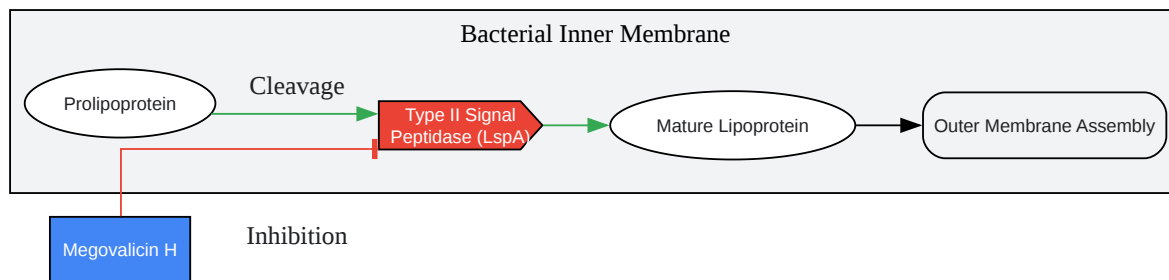 Bacterial Inner Membrane
Cleavage
Prolipoprotein
Type II Signal
Peptidase (LspA)
Mature Lipoprotein
Outer Membrane Assembly
Inhibition
Megovalicin H